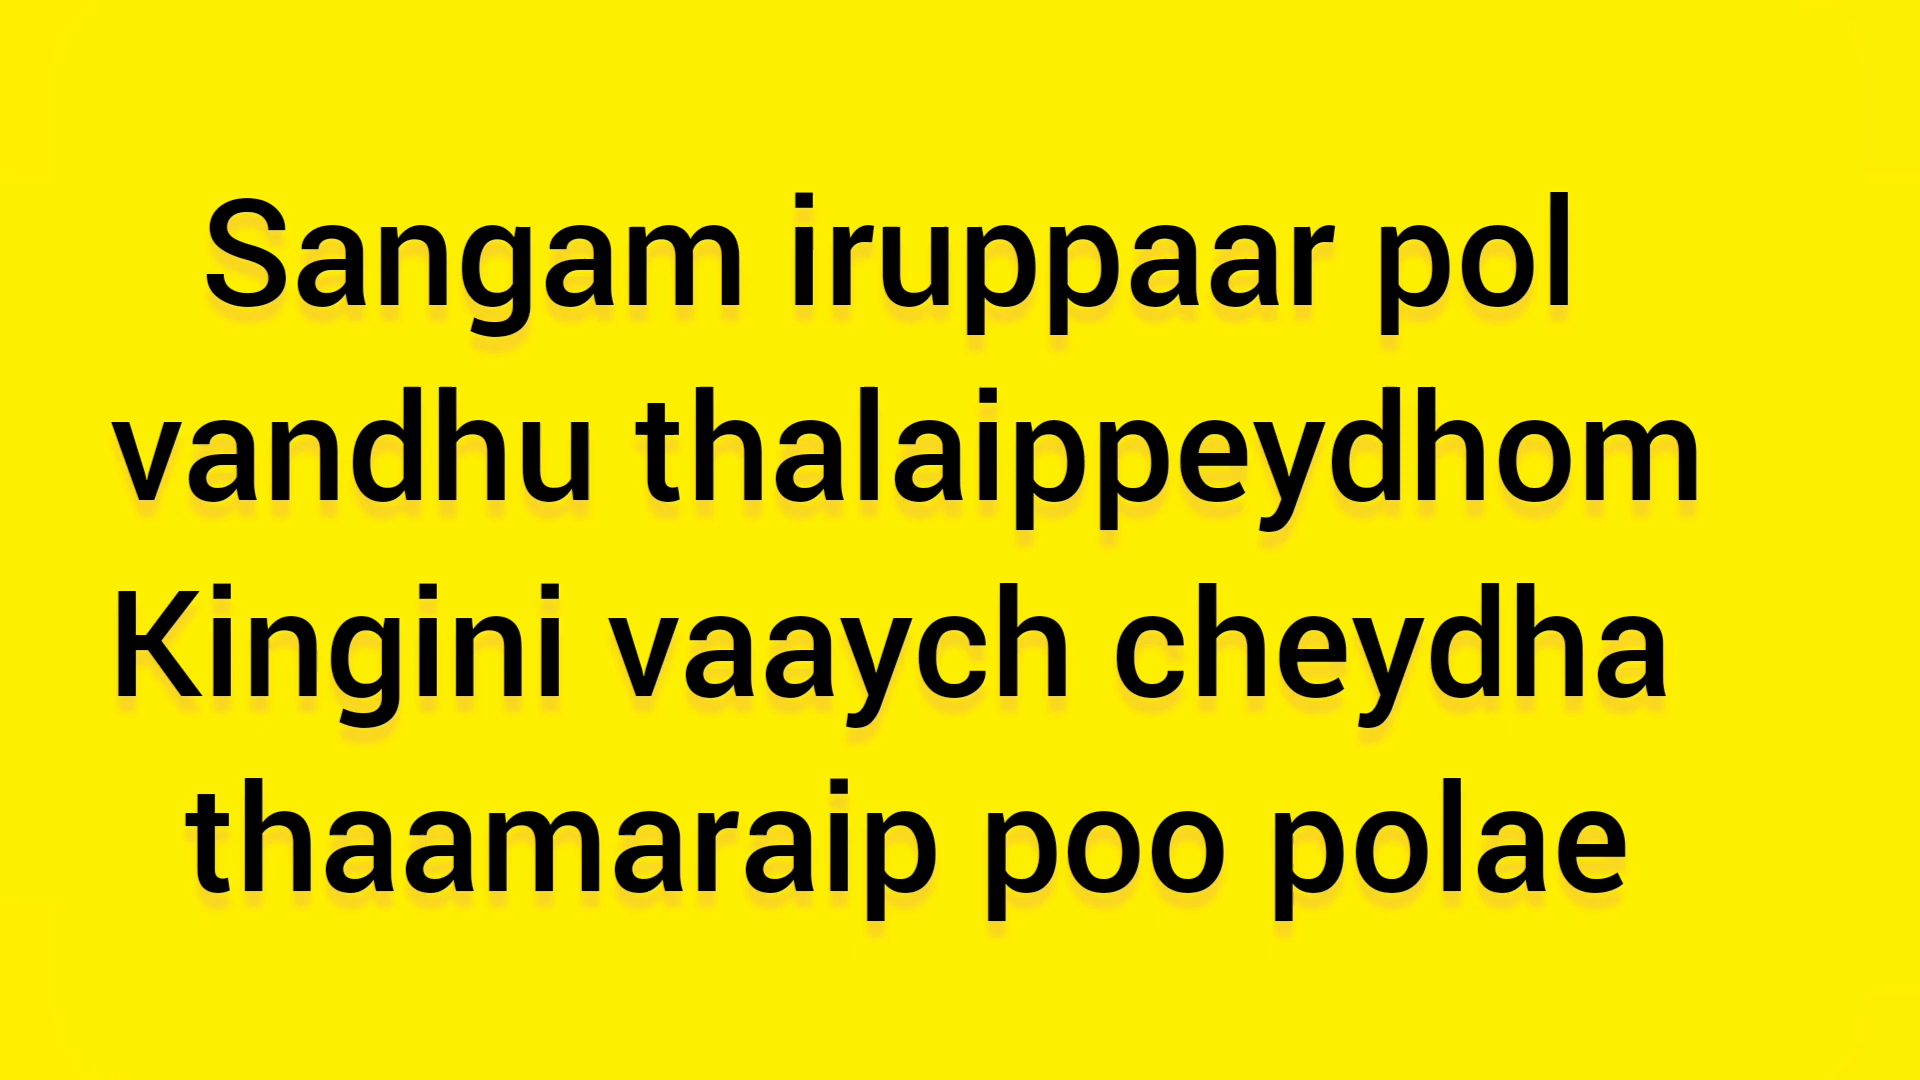 Sangam iruppaar pol
vandhu thalaippeydhom
Kingini vaaych cheydha
thaamaraip poo polae